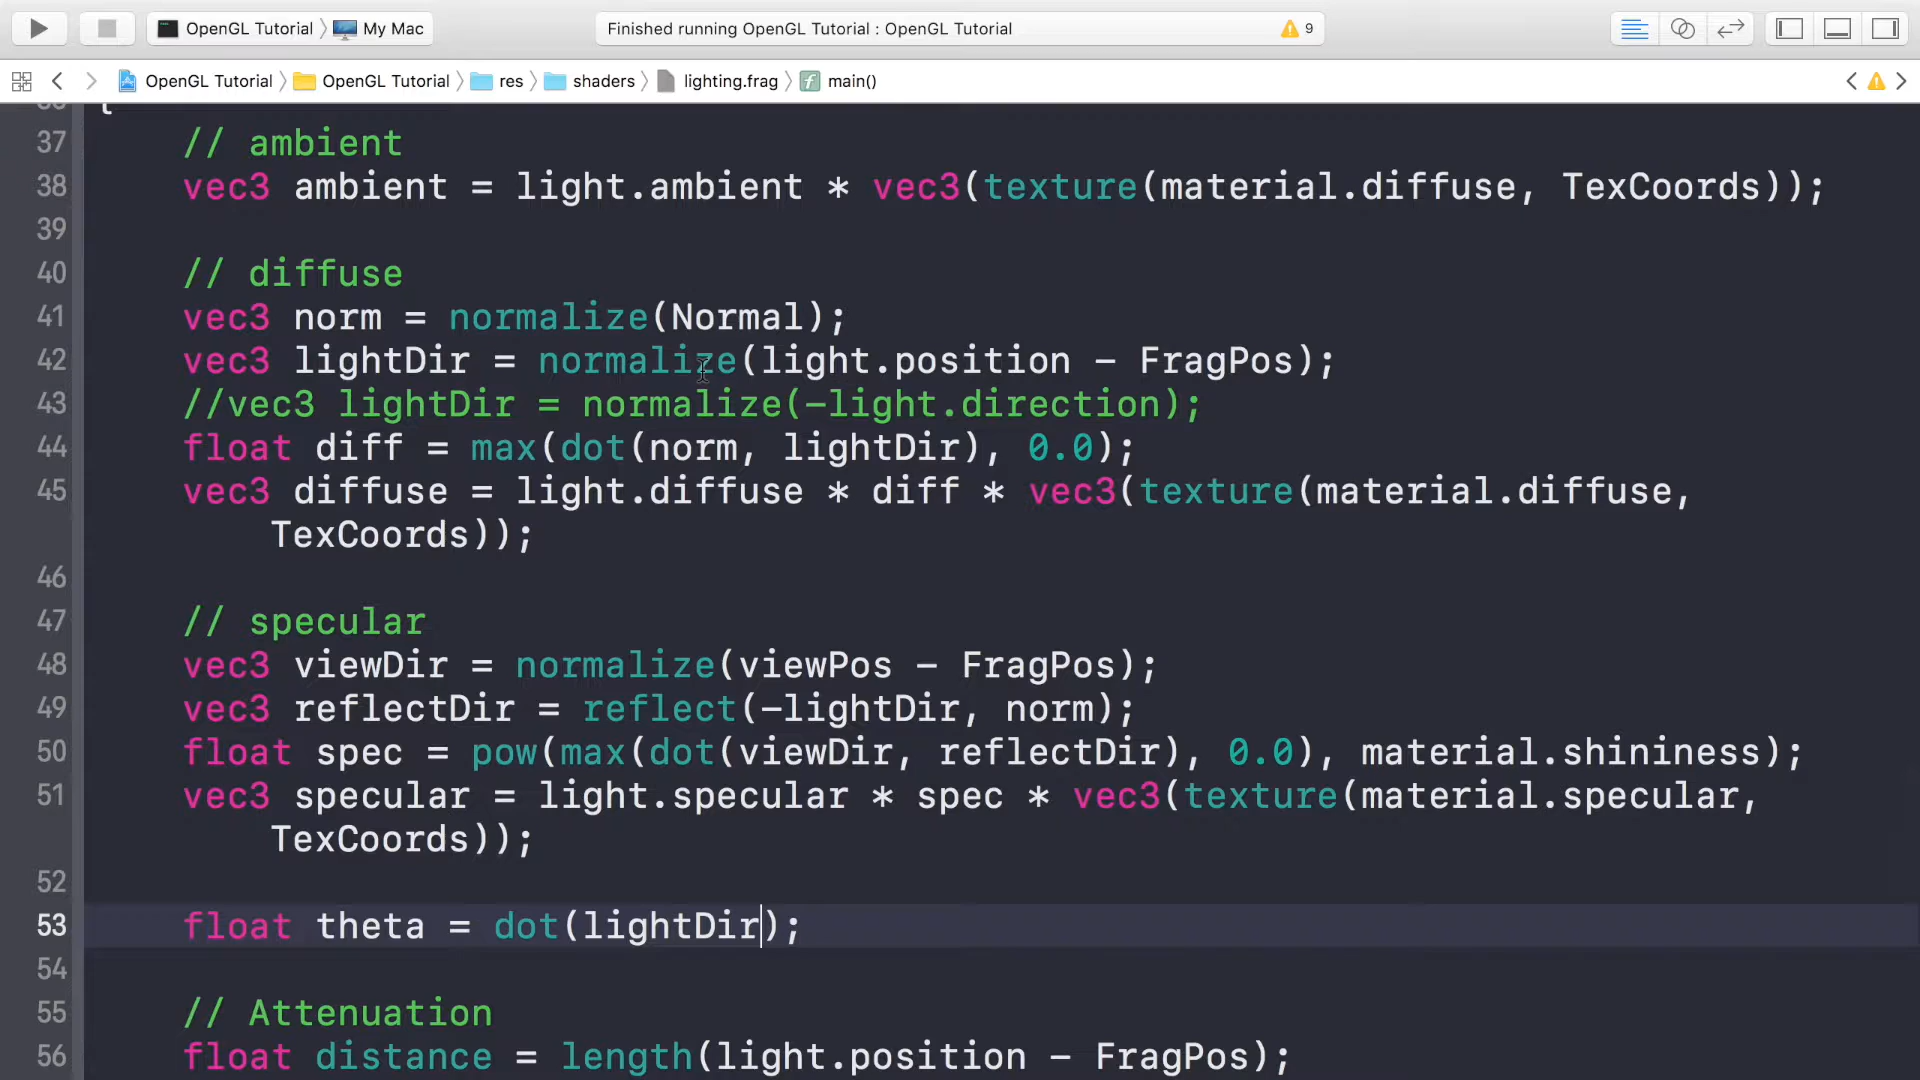 OpenGL Tutorial My Mac Finished running OpenGL Tutorial : OpenGL Tutorial 9
OpenGL Tutorial OpenGL Tutorial res shaders lighting.frag main()
{
37 // ambient
38 vec3 ambient = light.ambient * vec3(texture(material.diffuse, TexCoords));
39
40 // diffuse
41 vec3 norm = normalize(Normal);
42 vec3 lightDir = normalize(light.position - FragPos);
43 //vec3 lightDir = normalize(-light.direction);
44 float diff = max(dot(norm, lightDir), 0.0);
45 vec3 diffuse = light.diffuse * diff * vec3(texture(material.diffuse,
TexCoords));
46
47 // specular
48 vec3 viewDir = normalize(viewPos - FragPos);
49 vec3 reflectDir = reflect(-lightDir, norm);
50 float spec = pow(max(dot(viewDir, reflectDir), 0.0), material.shininess);
51 vec3 specular = light.specular * spec * vec3(texture(material.specular,
TexCoords));
52
53 float theta = dot(lightDir);
54
55 // Attenuation
56 float distance = length(light.position - FragPos);